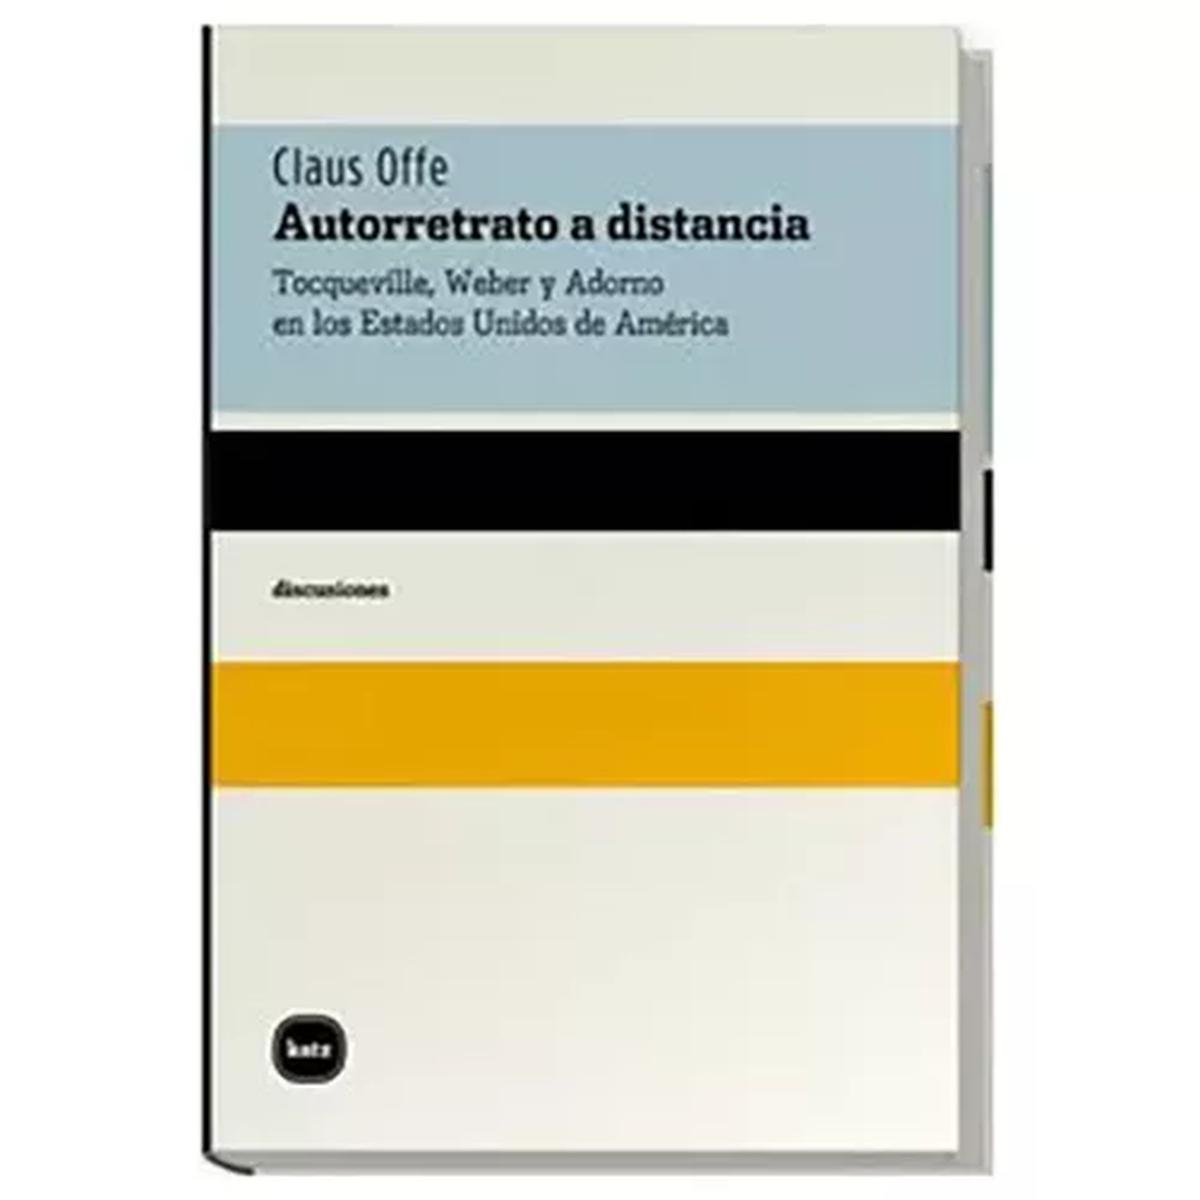 Claus Offe
Autorretrato a distancia
Tocqueville, Weber y Adorno
en los Estados Unidos de América
discusiones
katz